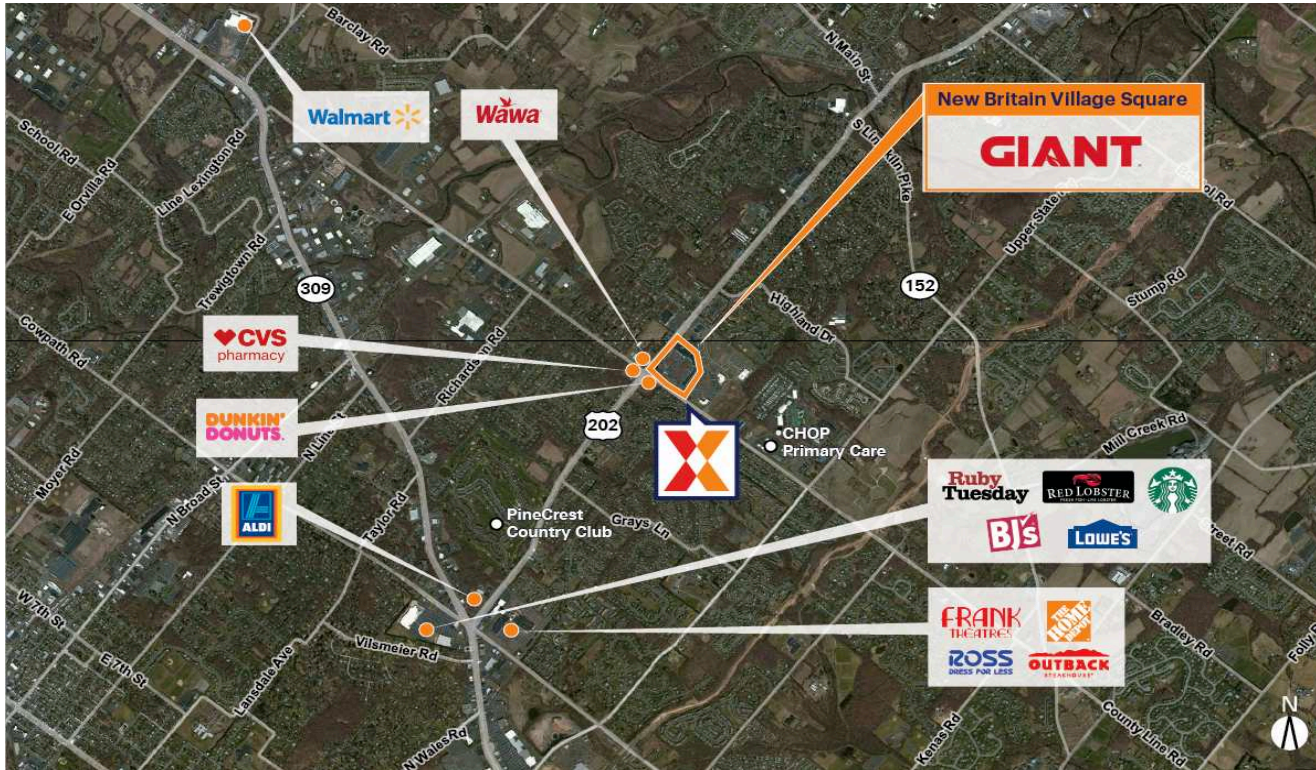 Barclay Rd
N Main St
New Britain Village Square
GIANT
Walmart
Wawa
School Rd
E Orvilla Rd
Line Lexington Rd
S Limekiln Pike
Upper State Rd
Trewigtown Rd
309
152
Stump Rd
Highland Dr
CVS
pharmacy
Cowpath Rd
Richardson Rd
DUNKIN'
DONUTS
N Line St
202
CHOP
Primary Care
Mill Creek Rd
Moyer Rd
N Broad St
ALDI
Taylor Rd
PineCrest
Country Club
Grays Ln
Ruby
Tuesday
RED LOBSTER
BJ's
LOWE'S
W 7th St
E 7th St
Lansdale Ave
Vilsmeier Rd
N Wales Rd
FRANK
THEATRES
THE
HOME
DEPOT
ROSS
DRESS FOR LESS
OUTBACK
STEAKHOUSE
Bradley Rd
County Line Rd
Kenas Rd
N